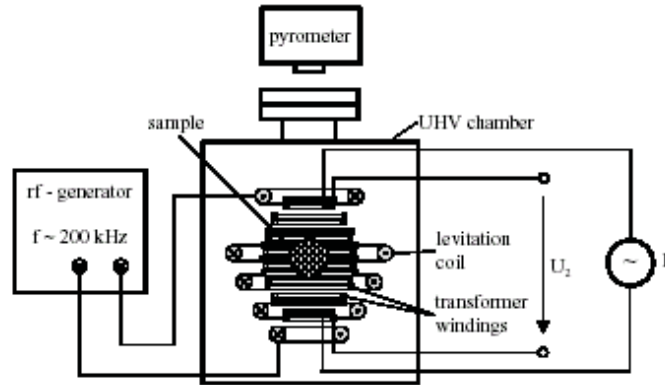 pyrometer
sample
UHV chamber
rf - generator
f ~ 200 kHz
levitation
coil
U₂
~
transformer
windings